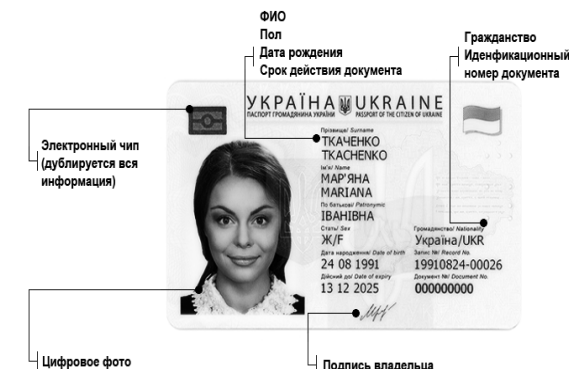 ФИО
Пол
Дата рождения
Срок действия документа
Гражданство
Иденфикационный
номер документа
Электронный чип
(дублируется вся
информация)
УКРАЇНА UKRAINE
ПАСПОРТ ГРОМАДЯНИНА УКРАЇНИ PASSPORT OF THE CITIZEN OF UKRAINE
Прізвище/ Surname
ТКАЧЕНКО
TKACHENKO
Ім'я/ Name
МАР'ЯНА
MARIANA
По батькові/ Patronymic
ІВАНІВНА
Стать/ Sex Громадянство/ Nationality
Ж/F Україна/UKR
Дата народження/ Date of birth Запис №/ Record No.
24 08 1991 19910824-00026
Дійсний до/ Date of expiry Документ №/ Document No.
13 12 2025 000000000
Цифровое фото
Подпись владельца